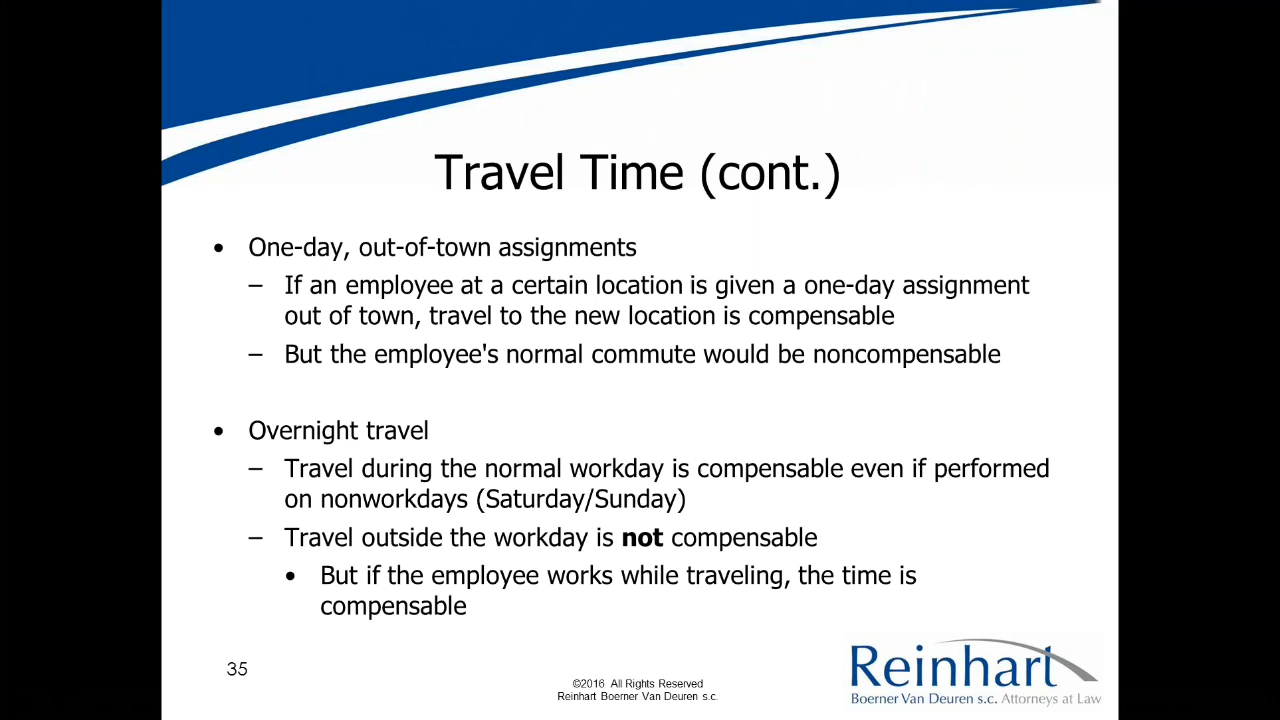 Travel Time (cont.)
• One-day, out-of-town assignments
– If an employee at a certain location is given a one-day assignment
out of town, travel to the new location is compensable
– But the employee's normal commute would be noncompensable
• Overnight travel
– Travel during the normal workday is compensable even if performed
on nonworkdays (Saturday/Sunday)
– Travel outside the workday is not compensable
• But if the employee works while traveling, the time is
compensable
35
©2016 All Rights Reserved
Reinhart Boerner Van Deuren s.c.
Reinhart
Boerner Van Deuren s.c. Attorneys at Law